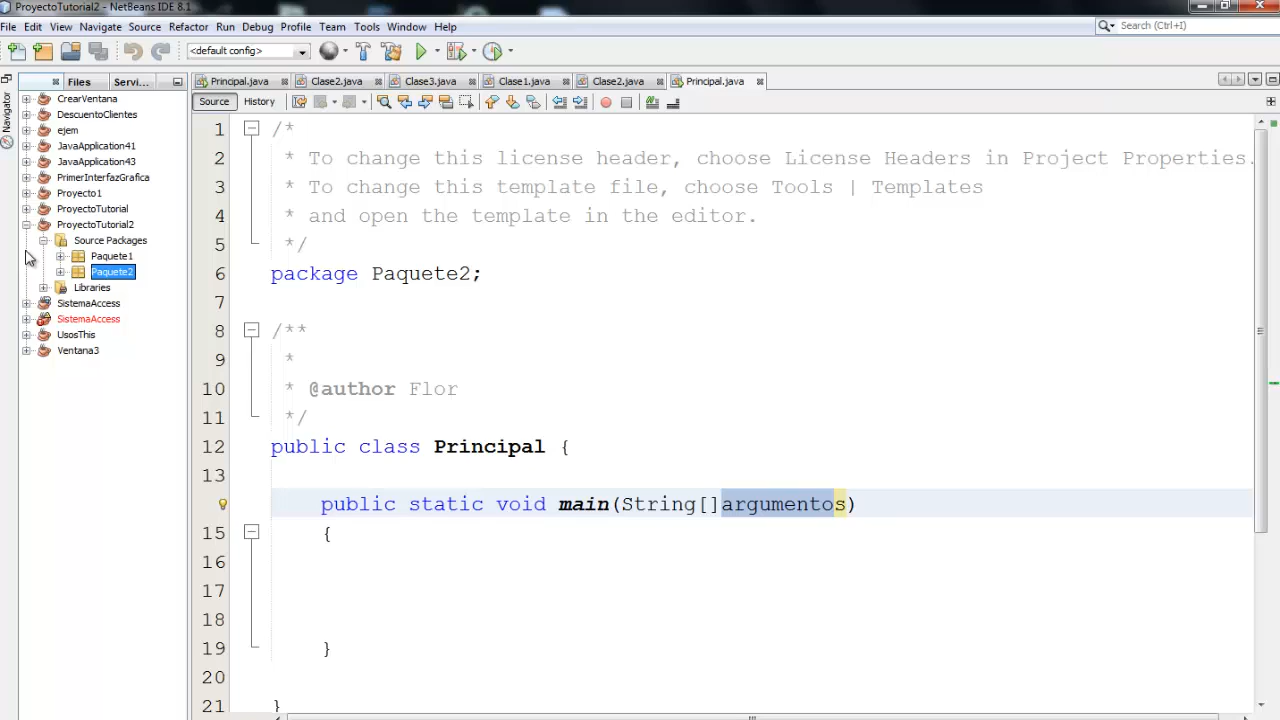 ProyectoTutorial2 - NetBeans IDE 8.1
File Edit View Navigate Source Refactor Run Debug Profile Team Tools Window Help
Search (Ctrl+I)
<default config>
Files Servi...
Principal.java Clase2.java Clase3.java Clase1.java Clase2.java Principal.java
Source History
Navigator
CrearVentana
DescuentoClientes
ejem
JavaApplication41
JavaApplication43
PrimerInterfazGrafica
Proyecto1
ProyectoTutorial
ProyectoTutorial2
Source Packages
Paquete1
Paquete2
Libraries
SistemaAccess
SistemaAccess
UsosThis
Ventana3
1 /*
2 * To change this license header, choose License Headers in Project Properties.
3 * To change this template file, choose Tools | Templates
4 * and open the template in the editor.
5 */
6 package Paquete2;
7
8 /**
9 *
10 * @author Flor
11 */
12 public class Principal {
13
public static void main(String[]argumentos)
15 {
16
17
18
19 }
20
21 }